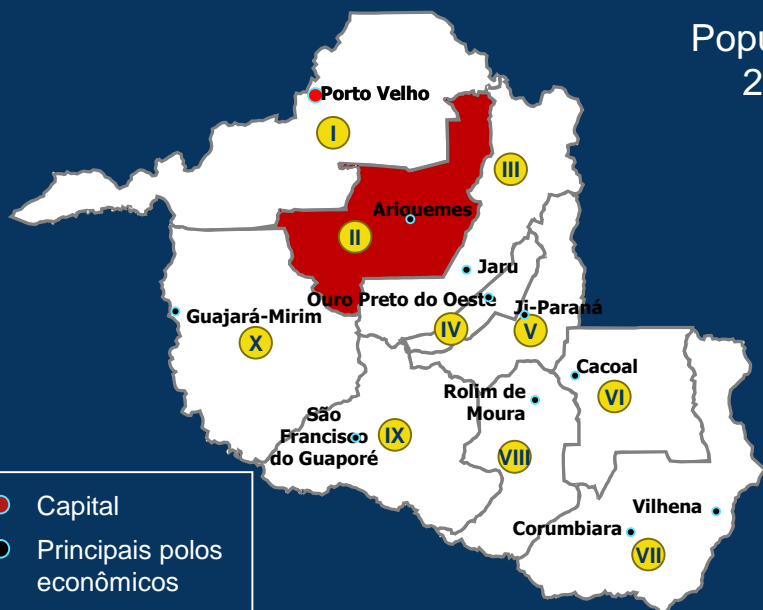 Popu
2
Porto Velho
I
III
Ariquemes
II
Jaru
Ouro Preto do Oeste
Ji-Paraná
Guajará-Mirim
IV
V
X
Cacoal
Rolim de
Moura
VI
São
Francisco
do Guaporé
IX
VIII
Vilhena
Corumbiara
VII
Capital
Principais polos
econômicos